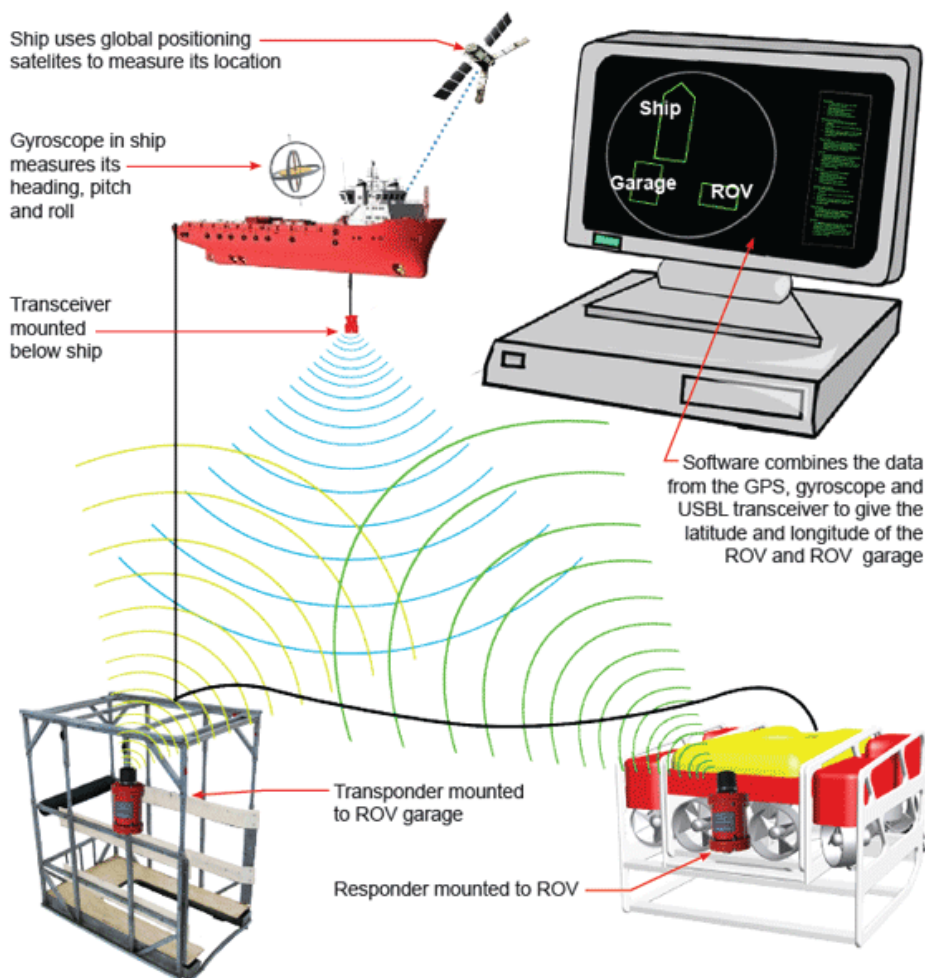 Ship uses global positioning
satellites to measure its location
Gyroscope in ship
measures its
heading, pitch
and roll
Ship
Garage
ROV
Transceiver
mounted
below ship
Software combines the data
from the GPS, gyroscope and
USBL transceiver to give the
latitude and longitude of the
ROV and ROV garage
Transponder mounted
to ROV garage
Responder mounted to ROV